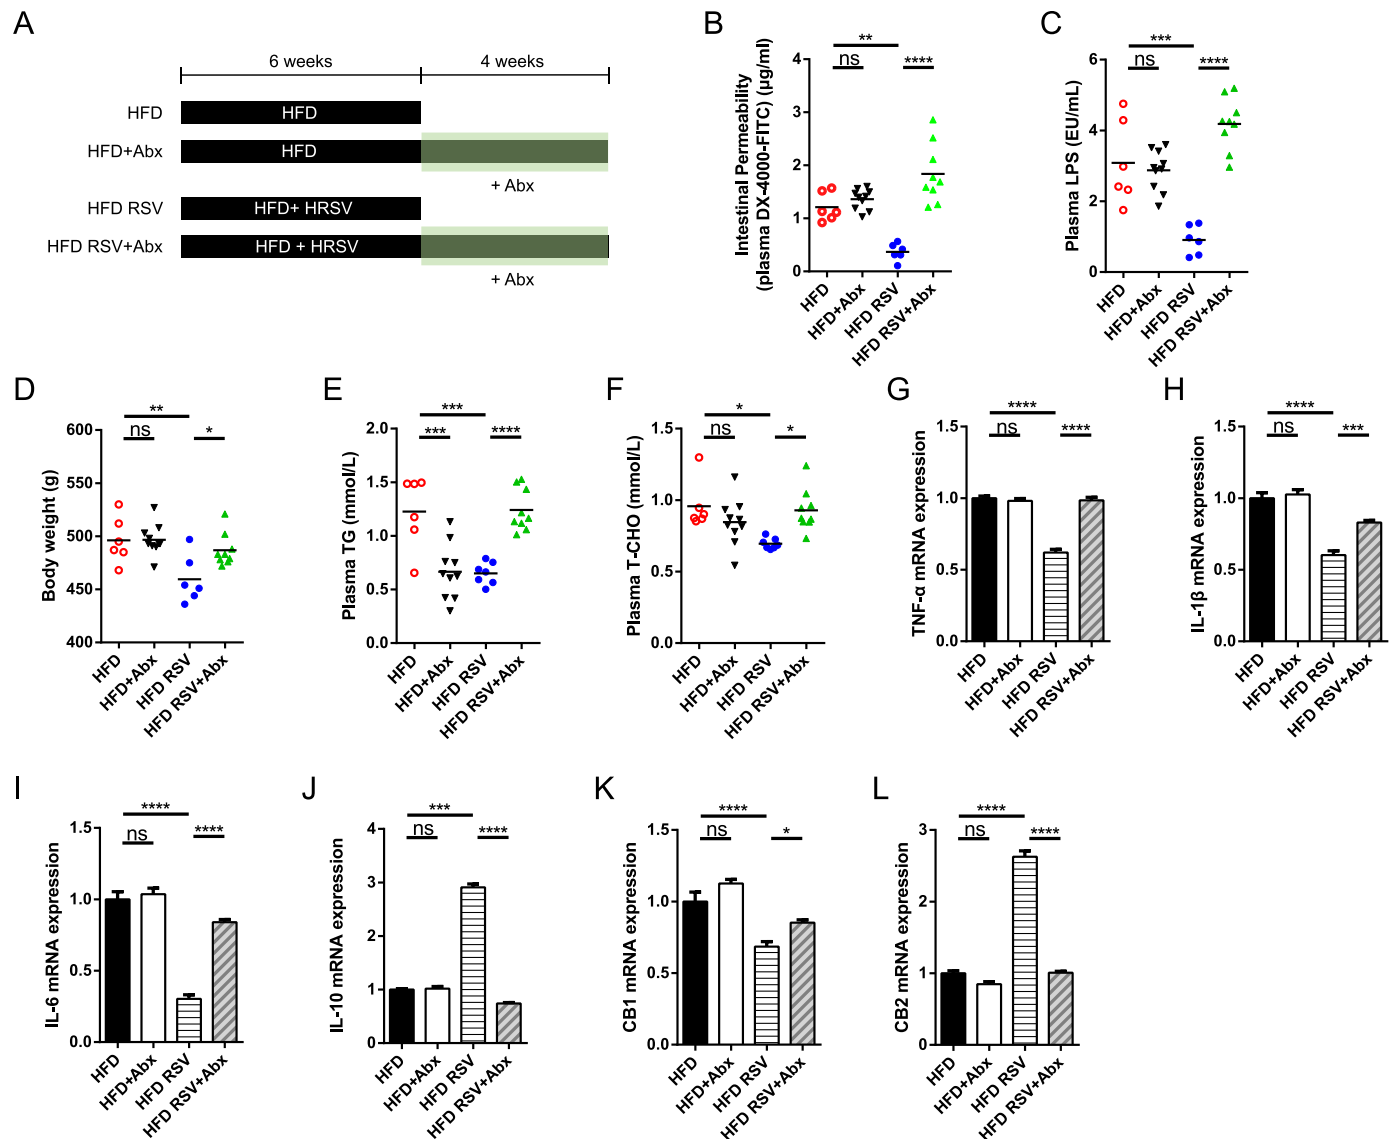 A
6 weeks
4 weeks
HFD
HFD
HFD+Abx
HFD
+ Abx
HFD RSV
HFD+ HRSV
HFD RSV+Abx
HFD + HRSV
+ Abx
B
Intestinal Permeability
(plasma DX-4000-FITC) (μg/ml)
**
ns
****
4
3
2
1
0
HFD
HFD+Abx
HFD RSV
HFD RSV+Abx
C
Plasma LPS (EU/mL)
***
ns
****
6
4
2
0
HFD
HFD+Abx
HFD RSV
HFD RSV+Abx
D
Body weight (g)
**
ns
*
600
550
500
450
400
HFD
HFD+Abx
HFD RSV
HFD RSV+Abx
E
Plasma TG (mmol/L)
***
***
****
2.0
1.5
1.0
0.5
0.0
HFD
HFD+Abx
HFD RSV
HFD RSV+Abx
F
Plasma T-CHO (mmol/L)
*
ns
*
1.5
1.0
0.5
0.0
HFD
HFD+Abx
HFD RSV
HFD RSV+Abx
G
TNF-α mRNA expression
****
ns
****
1.5
1.0
0.5
0.0
HFD
HFD+Abx
HFD RSV
HFD RSV+Abx
H
IL-1β mRNA expression
****
ns
***
1.5
1.0
0.5
0.0
HFD
HFD+Abx
HFD RSV
HFD RSV+Abx
I
IL-6 mRNA expression
****
ns
****
1.5
1.0
0.5
0.0
HFD
HFD+Abx
HFD RSV
HFD RSV+Abx
J
IL-10 mRNA expression
***
ns
****
4
3
2
1
0
HFD
HFD+Abx
HFD RSV
HFD RSV+Abx
K
CB1 mRNA expression
****
ns
*
1.5
1.0
0.5
0.0
HFD
HFD+Abx
HFD RSV
HFD RSV+Abx
L
CB2 mRNA expression
****
ns
****
3
2
1
0
HFD
HFD+Abx
HFD RSV
HFD RSV+Abx